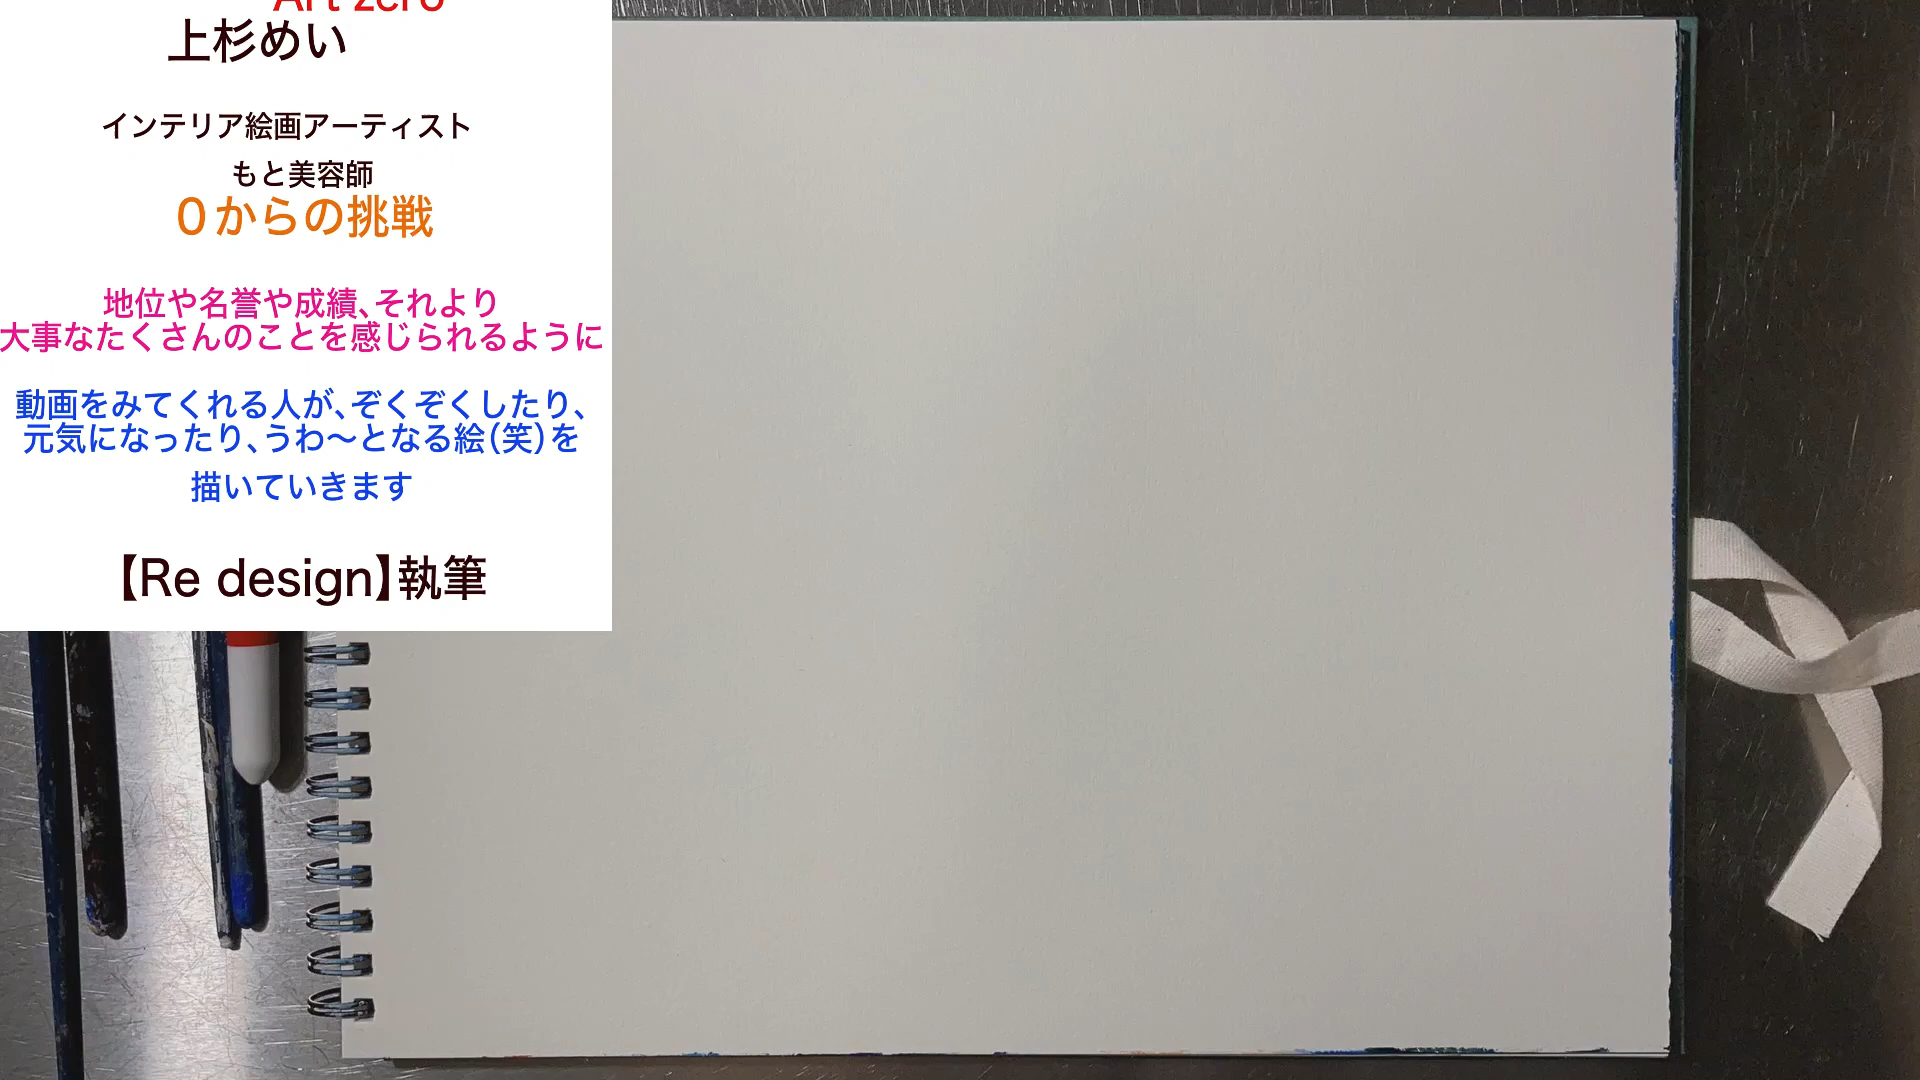 Art zero
上杉めい
インテリア絵画アーティスト
もと美容師
０からの挑戦
地位や名誉や成績、それより
大事なたくさんのことを感じられるように
動画をみてくれる人が、ぞくぞくしたり、
元気になったり、うわ〜となる絵（笑）を
描いていきます
【Re design】執筆